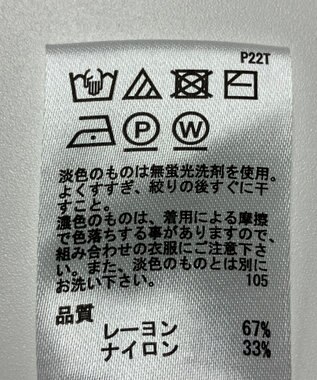 P22T
P W
淡色のものは無蛍光洗剤を使用。
よくすすぎ、絞りの後すぐに干
すこと。
濃色のものは、着用による摩擦
で色落ちする事がありますので、
組み合わせの衣服にご注意下さ
い。また、淡色のものとは別に
お洗い下さい。 105
品質
レーヨン 67%
ナイロン 33%